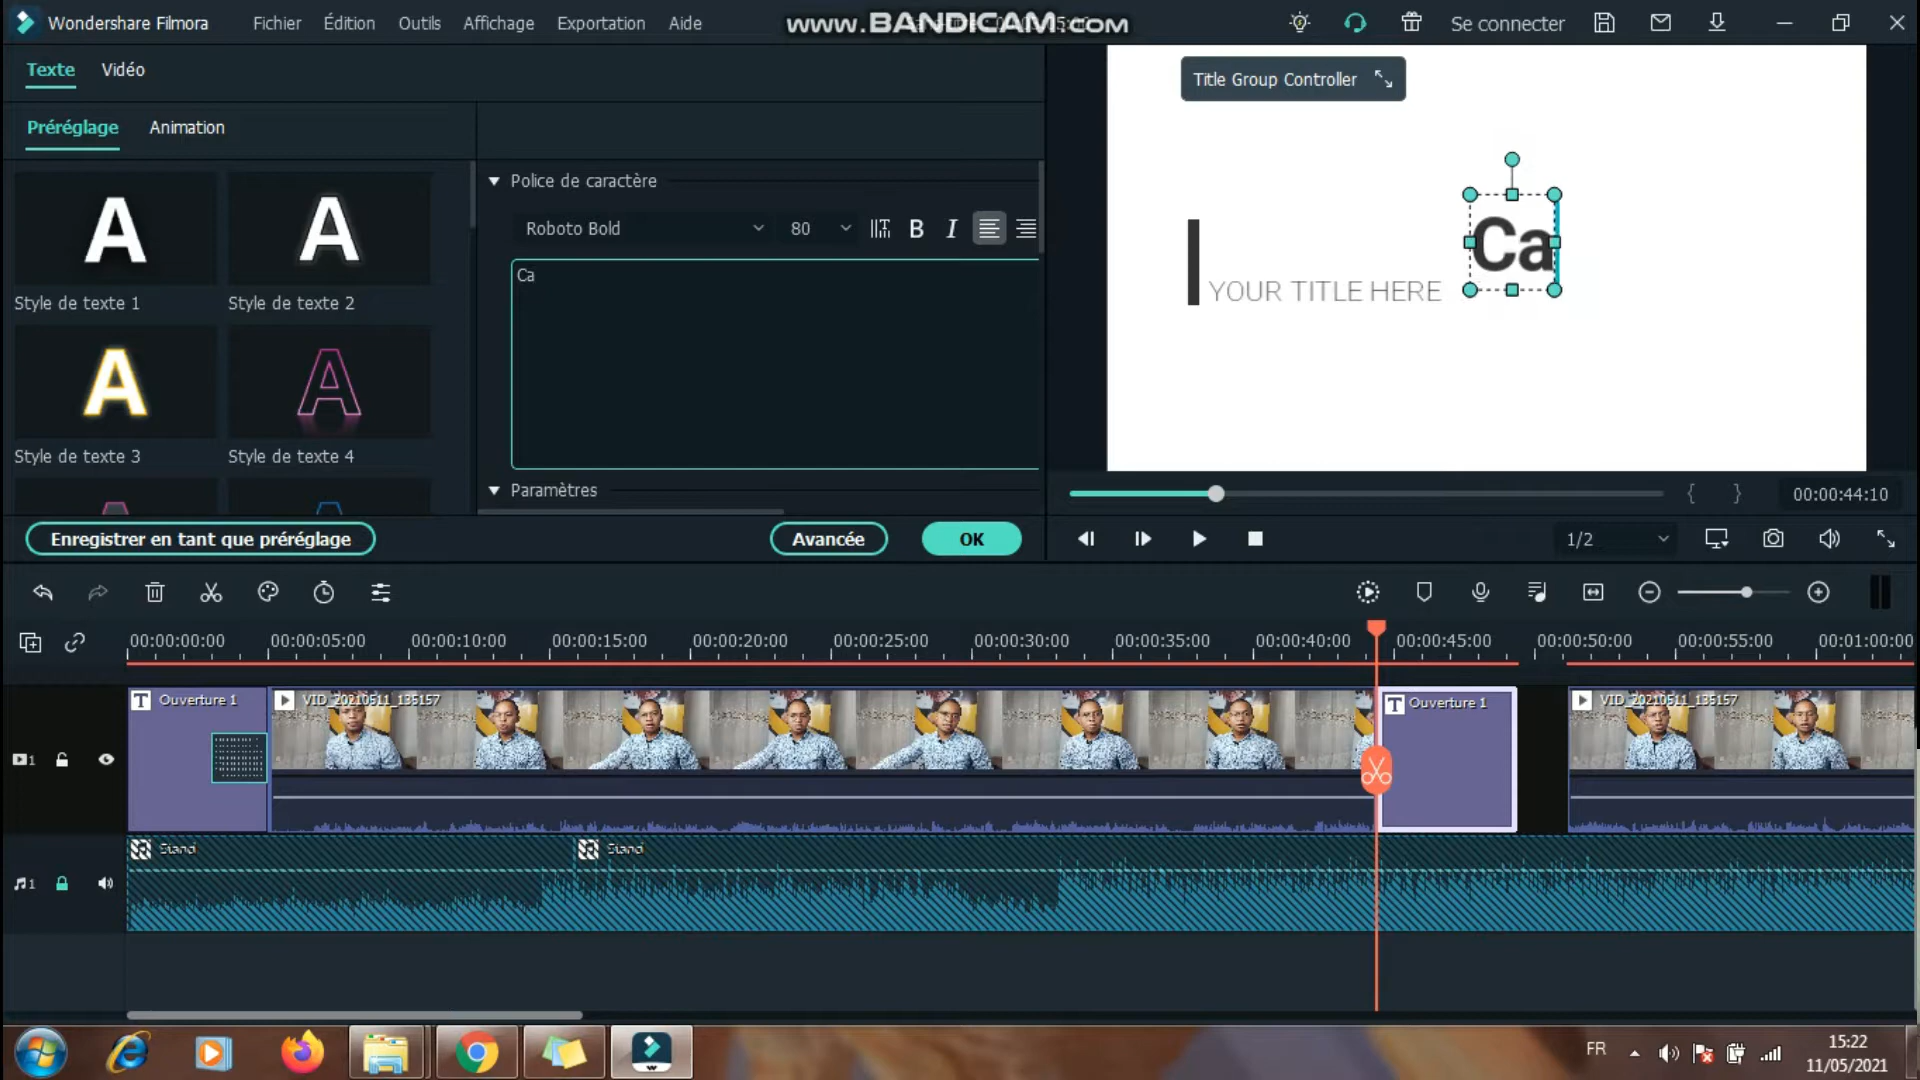 Wondershare Filmora
Fichier Édition Outils Affichage Exportation Aide
www.BANDICAM.com
Se connecter
Texte Vidéo
Préréglage Animation
Title Group Controller
Police de caractère
Roboto Bold 80 B I
Ca
A A
Style de texte 1 Style de texte 2
A A
Style de texte 3 Style de texte 4
Paramètres
Ca
YOUR TITLE HERE
{ } 00:00:44:10
Enregistrer en tant que préréglage Avancée OK
1/2
00:00:00:00 00:00:05:00 00:00:10:00 00:00:15:00 00:00:20:00 00:00:25:00 00:00:30:00 00:00:35:00 00:00:40:00 00:00:45:00 00:00:50:00 00:00:55:00 00:01:00:00
T Ouverture 1 VID_20210511_135157 T Ouverture 1 VID_20210511_135157
1
Stand Stand
1
FR
15:22
11/05/2021